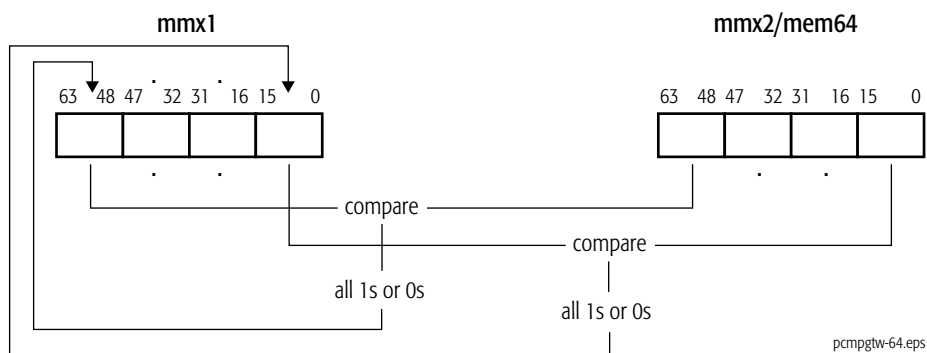 mmx1 mmx2/mem64
. .
63 48 47 32 31 16 15 0 63 48 47 32 31 16 15 0
. . . .
compare
compare
all 1s or 0s
all 1s or 0s
pcmpgtw-64.eps